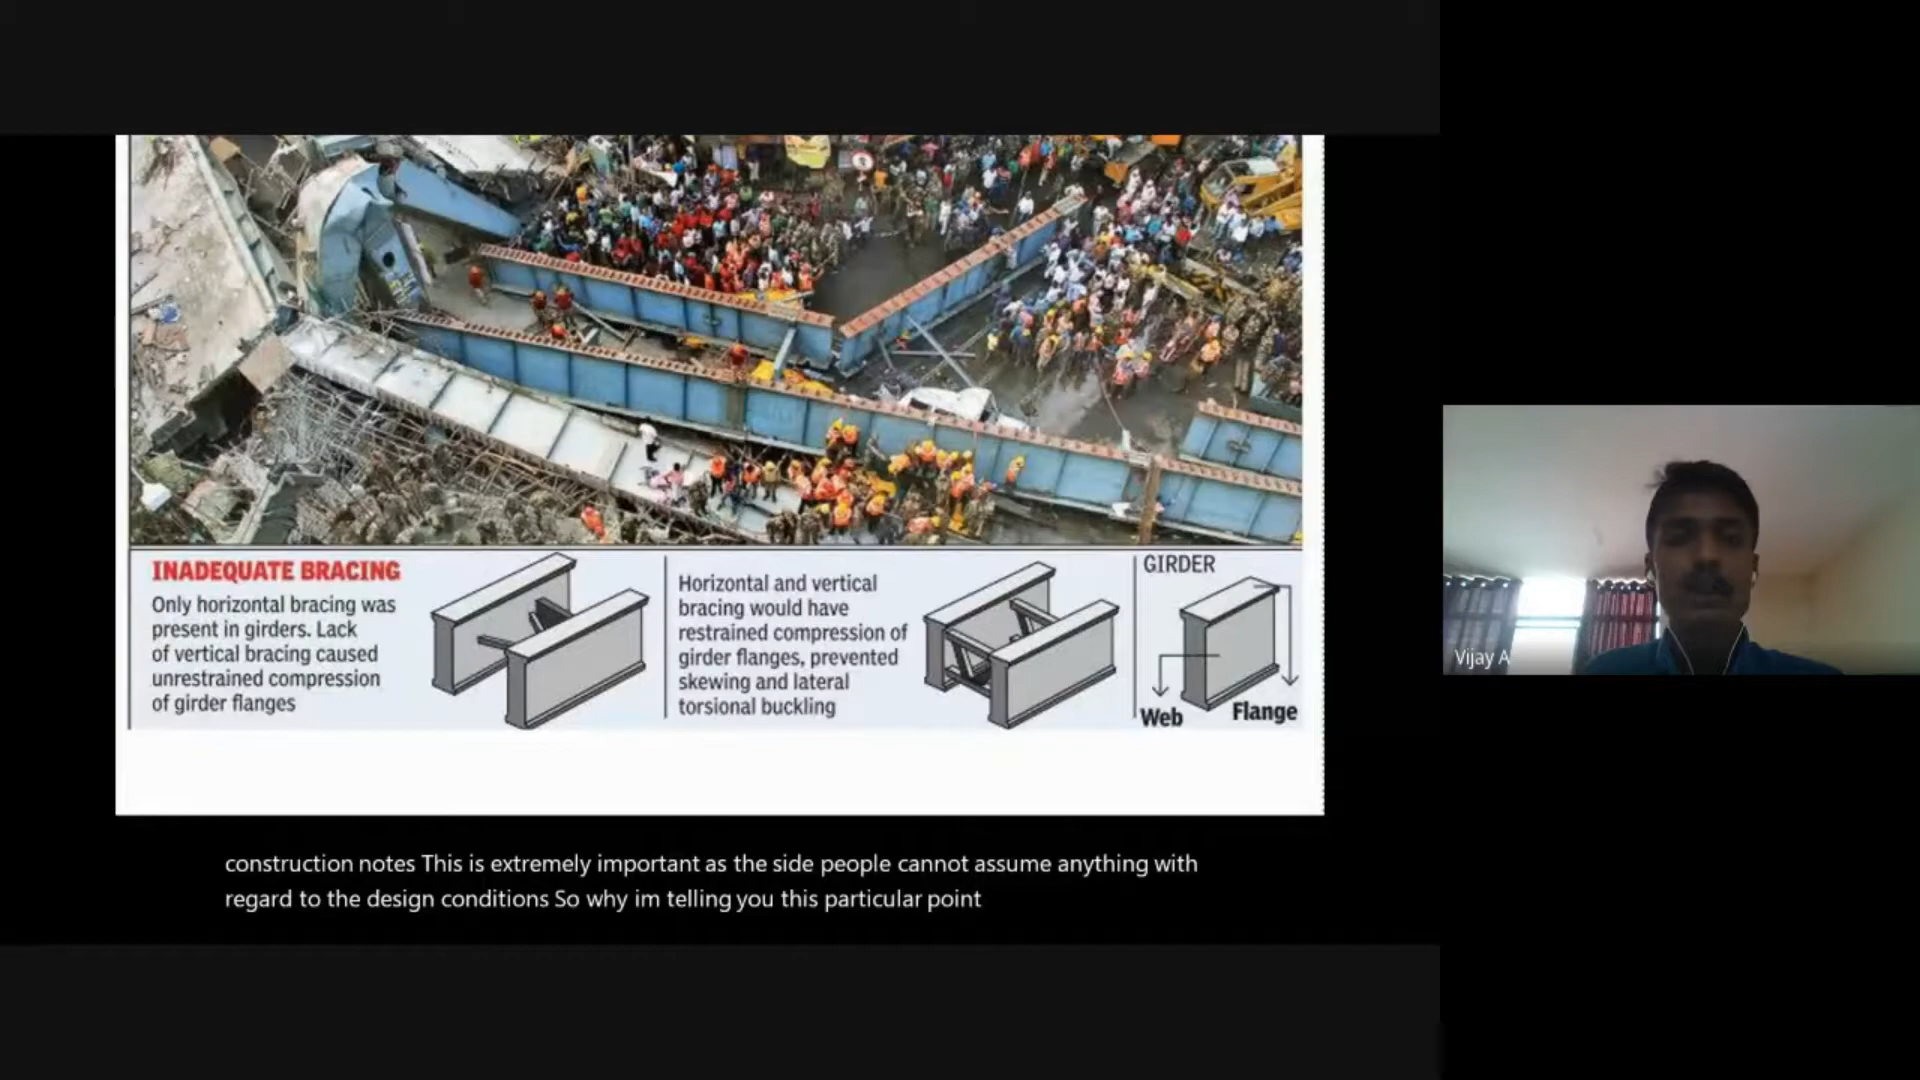 INADEQUATE BRACING
Only horizontal bracing was
present in girders. Lack
of vertical bracing caused
unrestrained compression
of girder flanges
Horizontal and vertical
bracing would have
restrained compression of
girder flanges, prevented
skewing and lateral
torsional buckling
GIRDER
Web
Flange
Vijay A
construction notes This is extremely important as the side people cannot assume anything with
regard to the design conditions So why im telling you this particular point